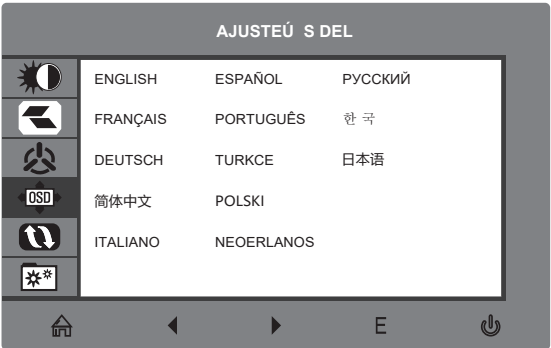 AJUSTEÚ S DEL
ENGLISH ESPAÑOL РУССКИЙ
FRANÇAIS PORTUGUÊS 한 국
DEUTSCH TURKCE 日本语
OSD
简体中文 POLSKI
ITALIANO NEOERLANOS
E